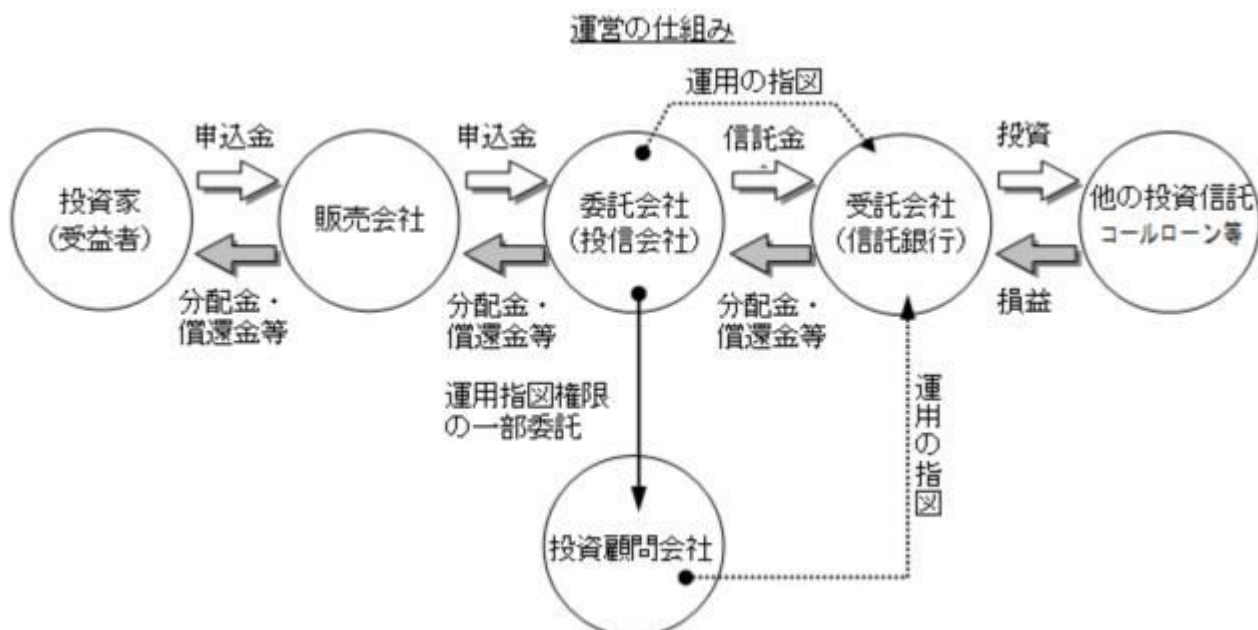 運営の仕組み
運用の指図
申込金
申込金
信託金
投資
投資家
(受益者)
販売会社
委託会社
(投信会社)
受託会社
(信託銀行)
他の投資信託
コールローン等
分配金・
償還金等
分配金・
償還金等
分配金・
償還金等
損益
運用指図権限
の一部委託
運用の指図
投資顧問会社